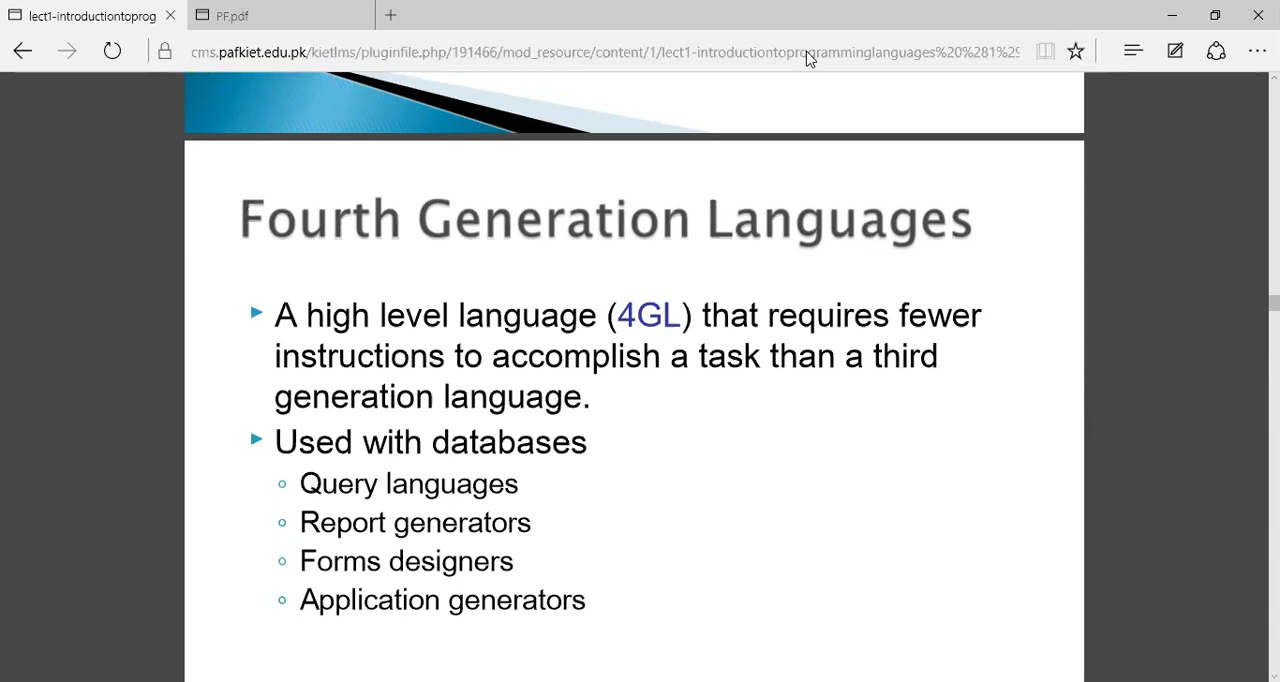 lect1-introductiontoprog
PF.pdf
cms.pafkiet.edu.pk/kietlms/pluginfile.php/191466/mod_resource/content/1/lect1-introductiontoprogramminglanguages%20%281%29
Fourth Generation Languages
A high level language (4GL) that requires fewer
instructions to accomplish a task than a third
generation language.
Used with databases
Query languages
Report generators
Forms designers
Application generators